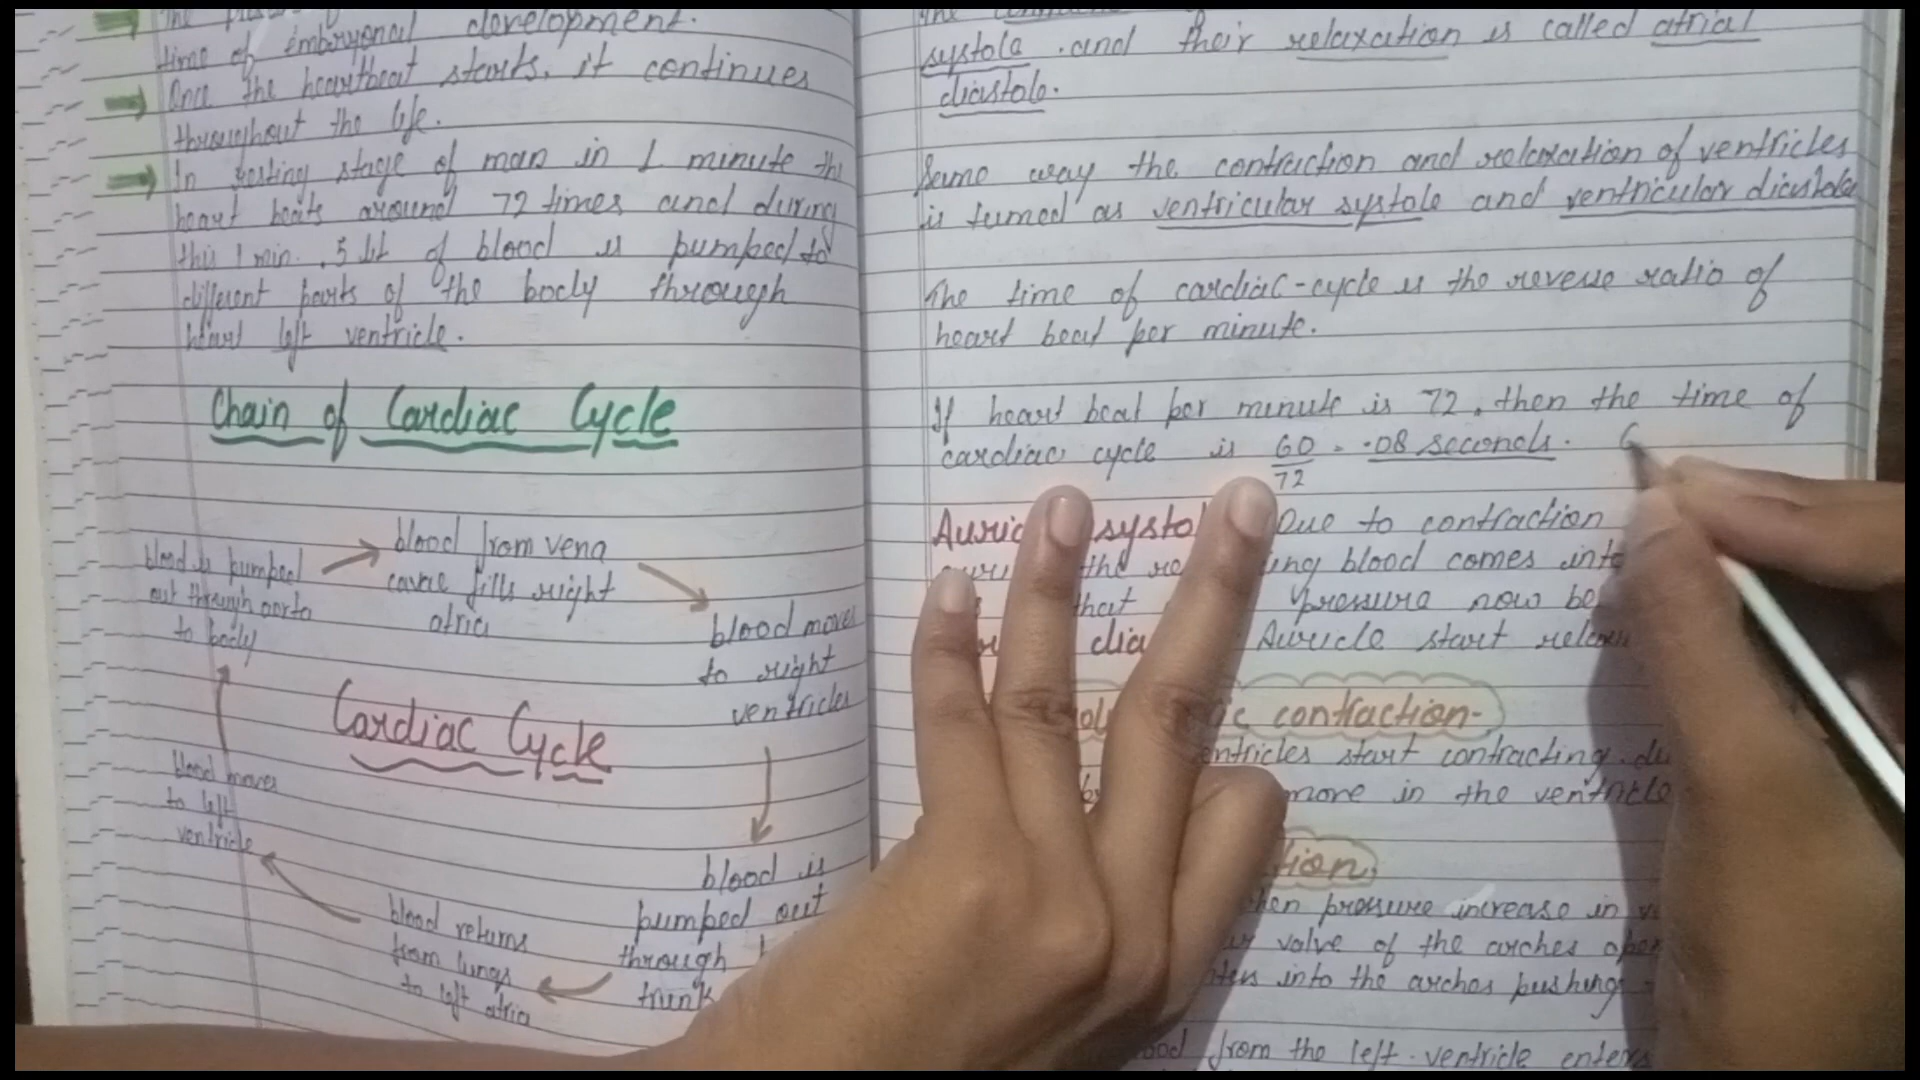 time of embryonal development.
Once the heartbeat starts, it continues
throughout the life.
In resting stage of man in 1 minute the
heart beats around 72 times and during
this 1 min. . 5 lit of blood is pumped to
different parts of the body through
heart left ventricle.
Chain of Cardiac Cycle
blood is pumped
out through aorta
to body
blood from vena
cavae fills right
atria
blood moves
to right
ventricles
Cardiac Cycle
blood moves
to left
ventricle
blood returns
from lungs
to left atria
blood is
pumped out
through
trunk
systole . and their relaxation is called atrial
diastole.
Same way the contraction and relaxation of ventricles
is turned as ventricular systole and ventricular diastole
The time of cardiac-cycle is the reverse ratio of
heart beat per minute.
If heart beat per minute is 72, then the time of
cardiac cycle is 60/72 = .08 seconds.
systol Due to contraction
the blood comes into
that pressure now be
Auricle start
contraction-
start contracting.
more in the ventricle
when pressure increase in
valve of the arches
into the arches pushing
from the left . ventricle enters